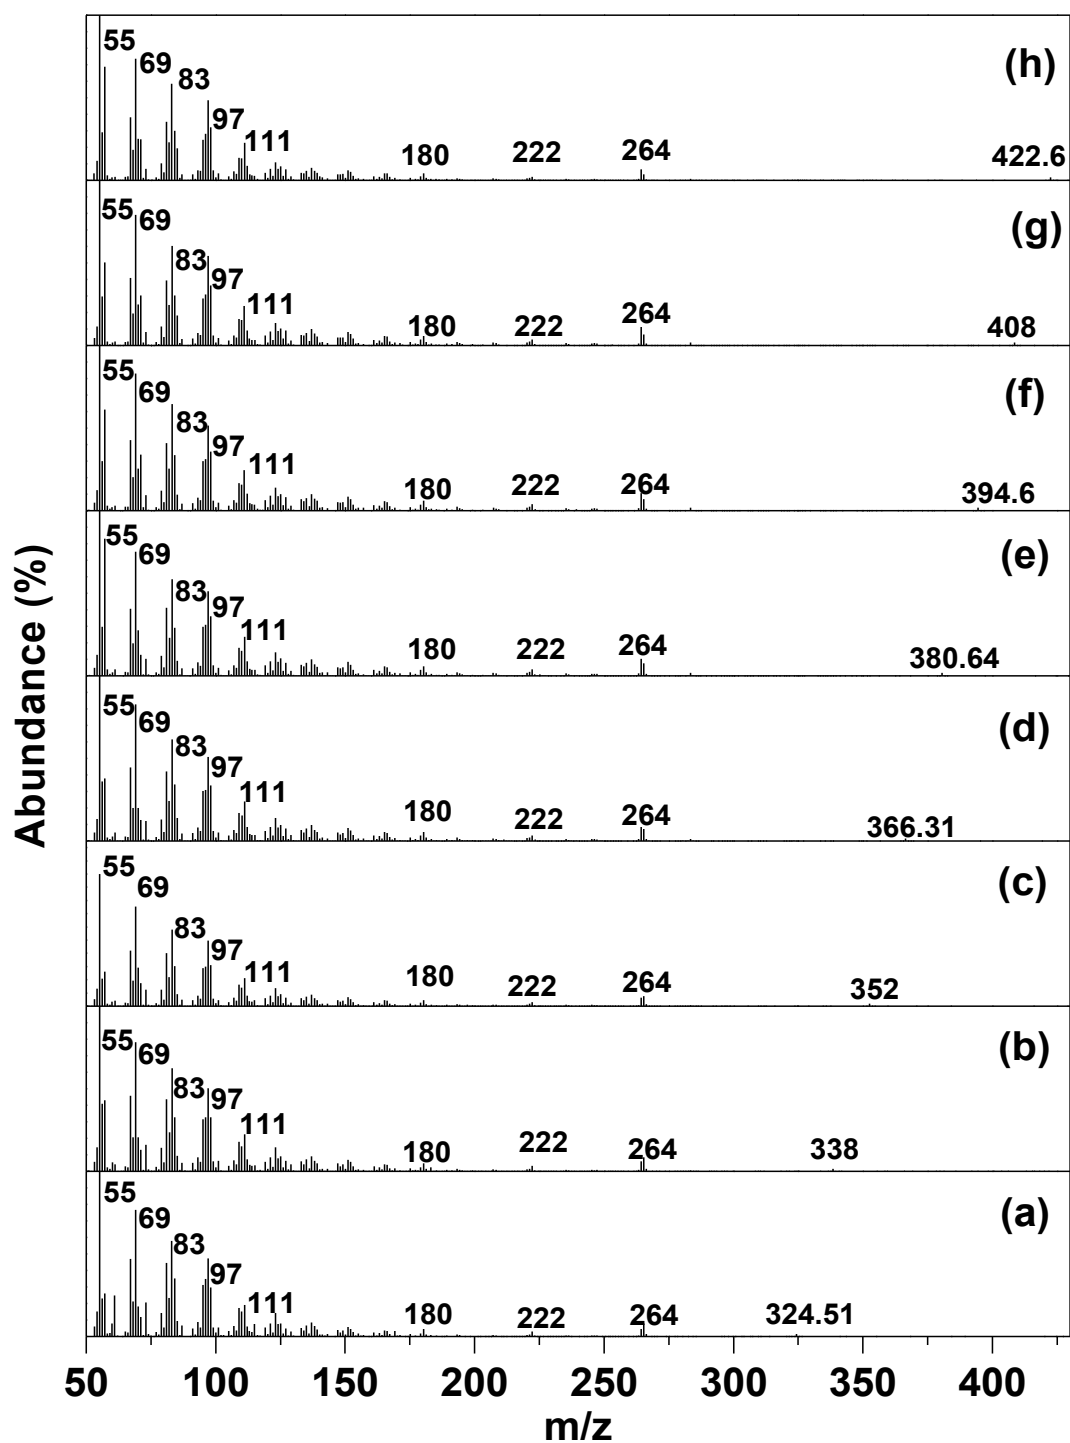 55 69 83 97 111 180 222 264 422.6 (h)
55 69 83 97 111 180 222 264 408 (g)
55 69 83 97 111 180 222 264 394.6 (f)
55 69 83 97 111 180 222 264 380.64 (e)
55 69 83 97 111 180 222 264 366.31 (d)
55 69 83 97 111 180 222 264 352 (c)
55 69 83 97 111 180 222 264 338 (b)
55 69 83 97 111 180 222 264 324.51 (a)
Abundance (%)
50 100 150 200 250 300 350 400
m/z